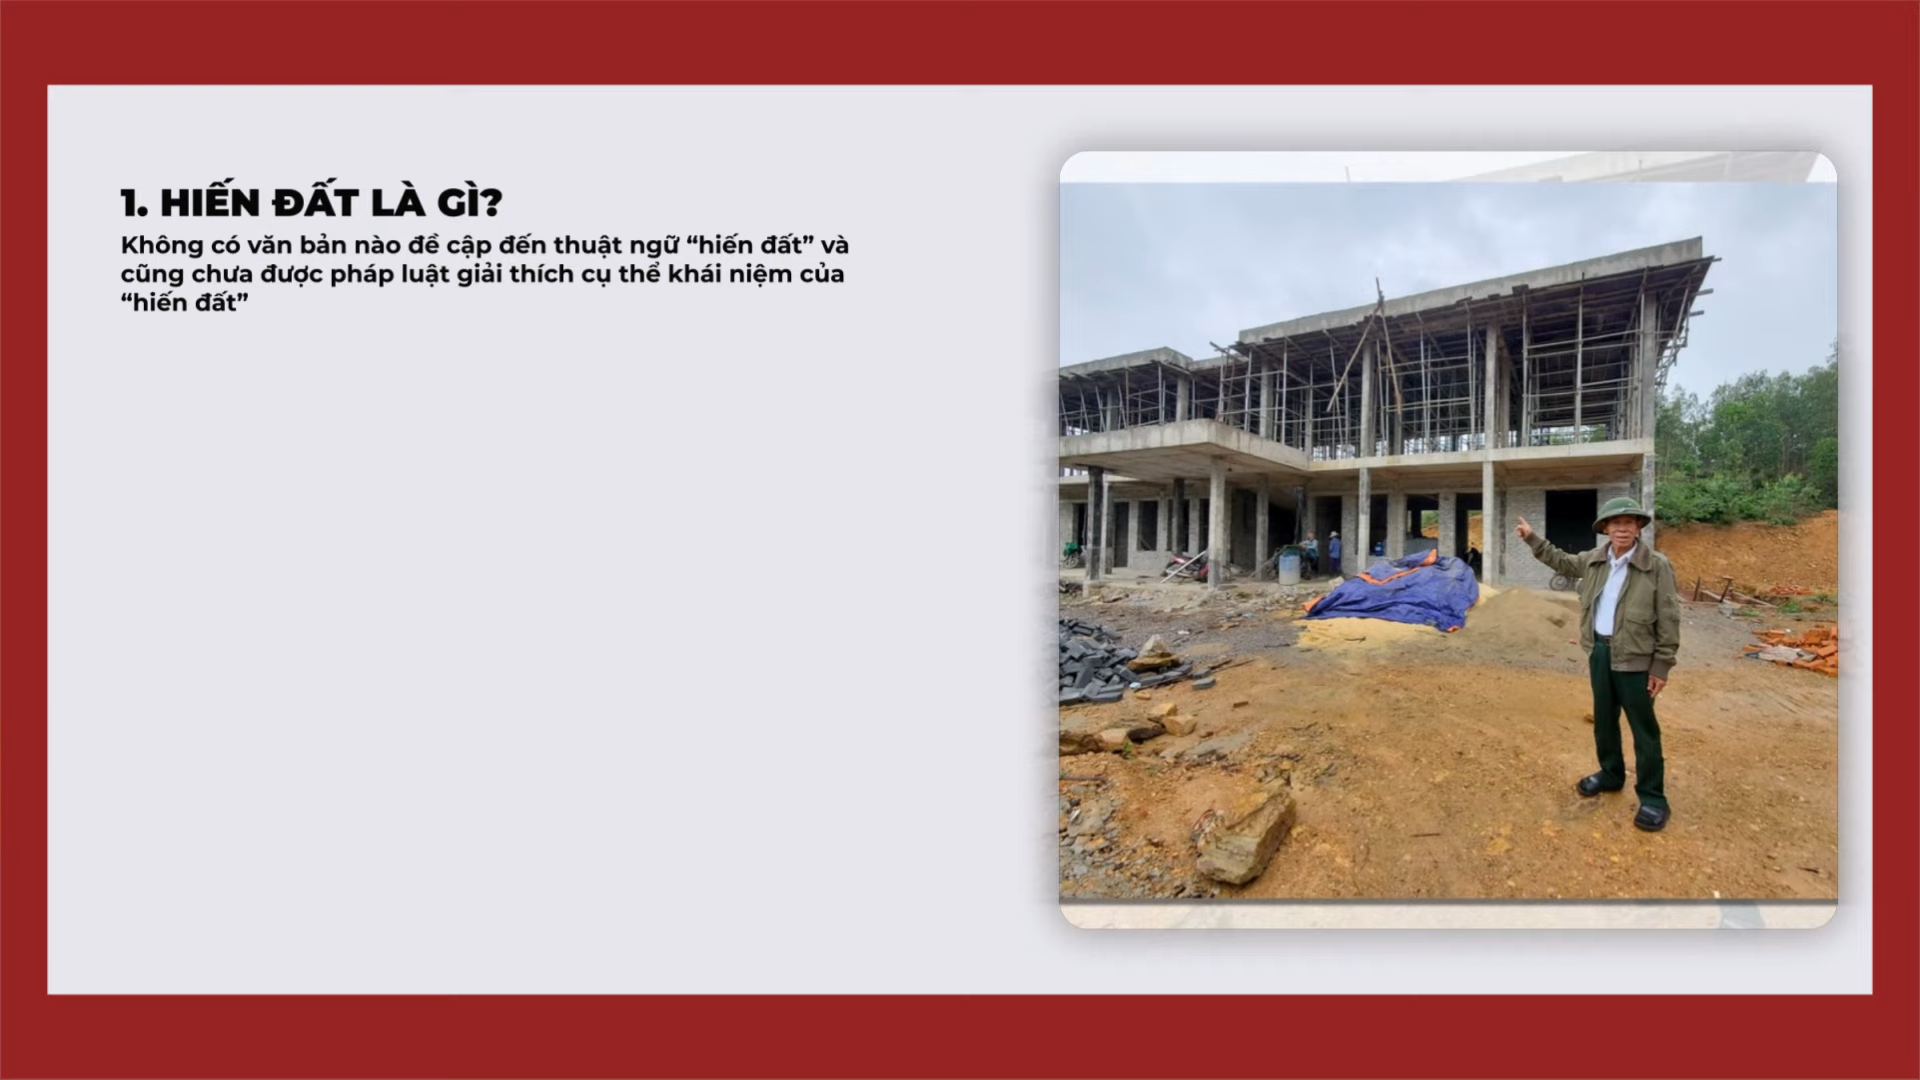 1. HIẾN ĐẤT LÀ GÌ?
Không có văn bản nào đề cập đến thuật ngữ “hiến đất” và
cũng chưa được pháp luật giải thích cụ thể khái niệm của
“hiến đất”